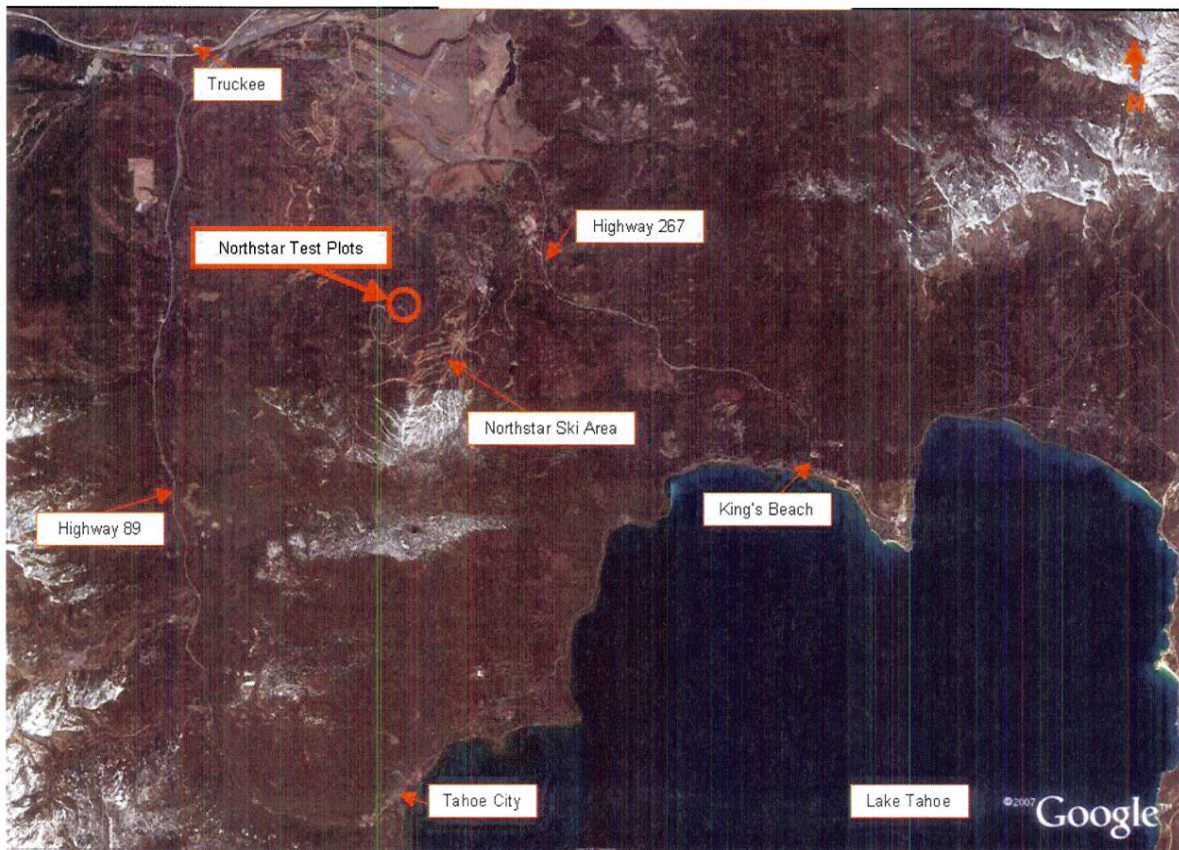 Truckee
N
Highway 267
Northstar Test Plots
Northstar Ski Area
King's Beach
Highway 89
Tahoe City
Lake Tahoe
©2007 Google